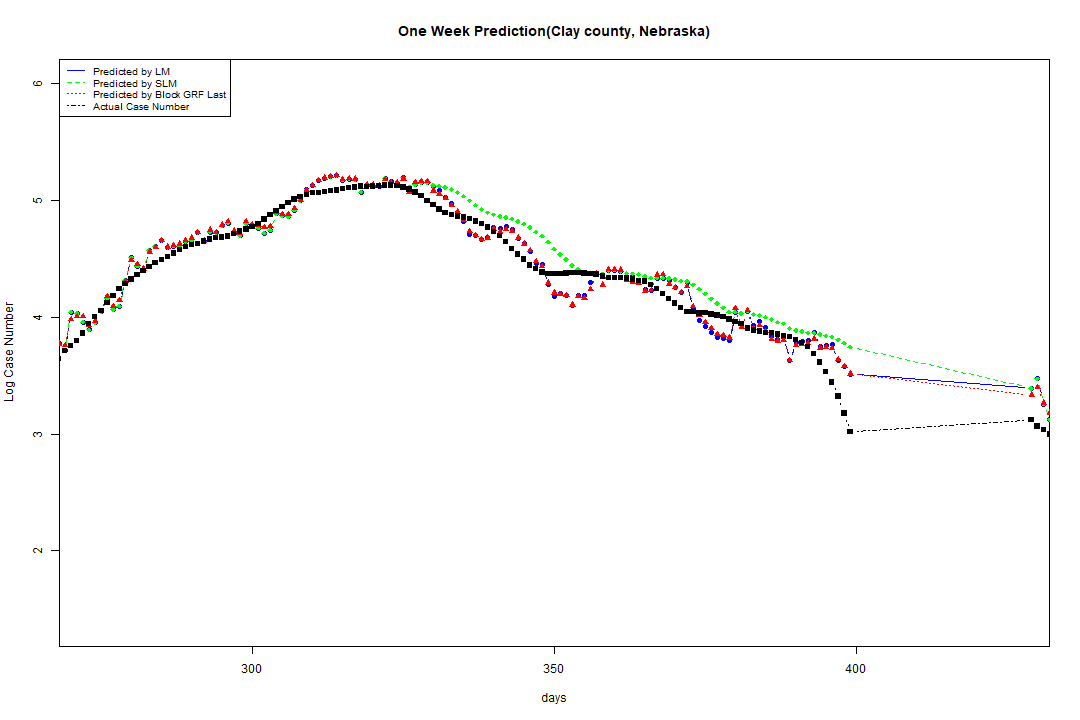 One Week Prediction(Clay county, Nebraska)
Predicted by LM
Predicted by SLM
Predicted by Block GRF Last
Actual Case Number
6
5
4
3
2
Log Case Number
300
350
400
days